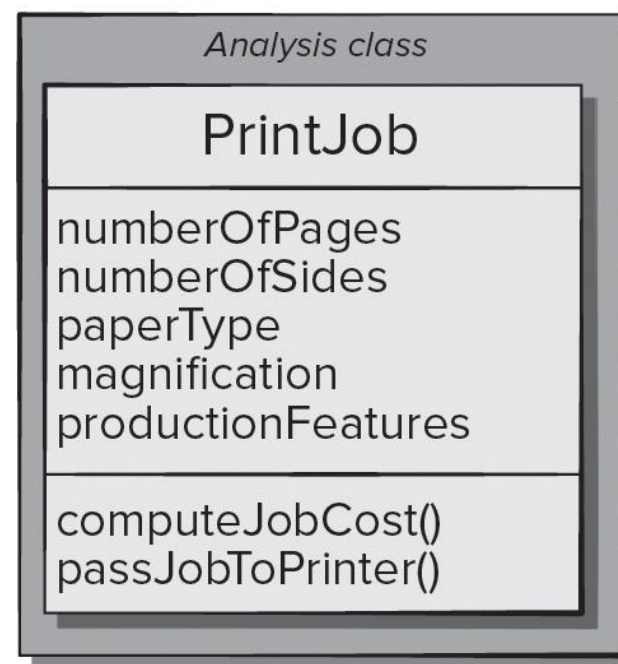 Analysis class
PrintJob
numberOfPages
numberOfSides
paperType
magnification
productionFeatures
computeJobCost()
passJobToPrinter()